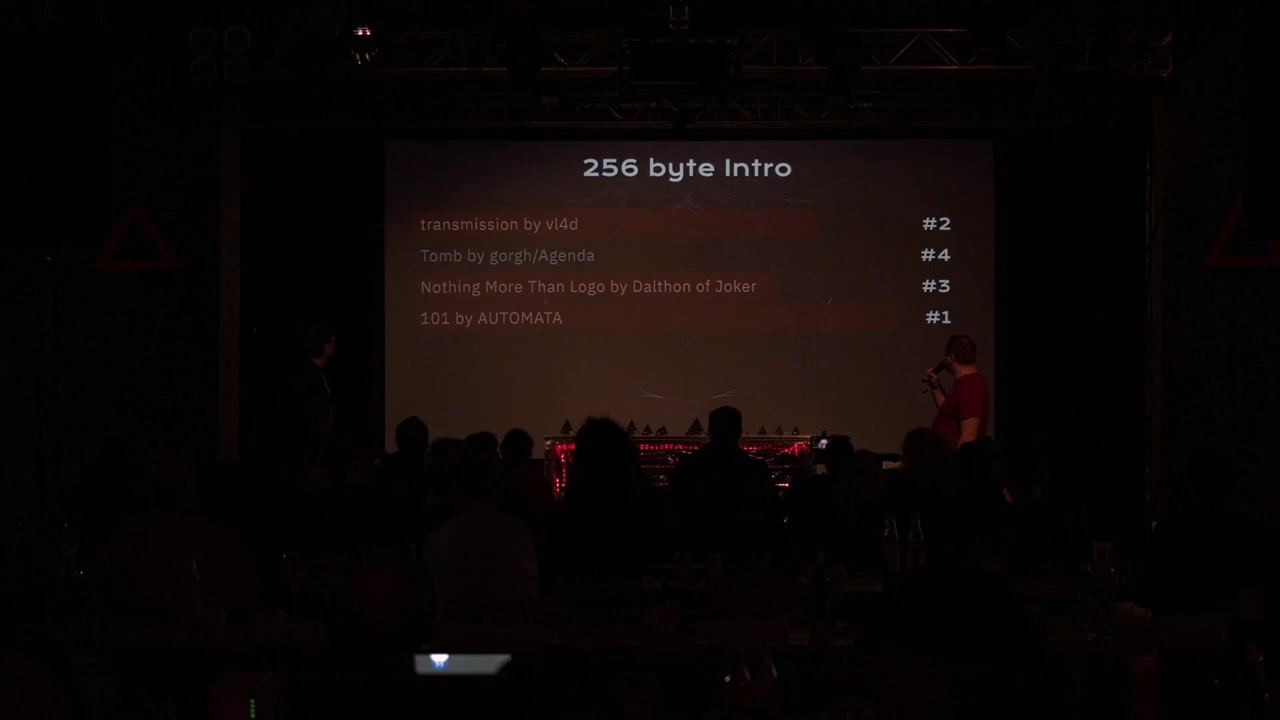 256 byte Intro
transmission by vl4d #2
Tomb by gorgh/Agenda #4
Nothing More Than Logo by Dalthon of Joker #3
101 by AUTOMATA #1